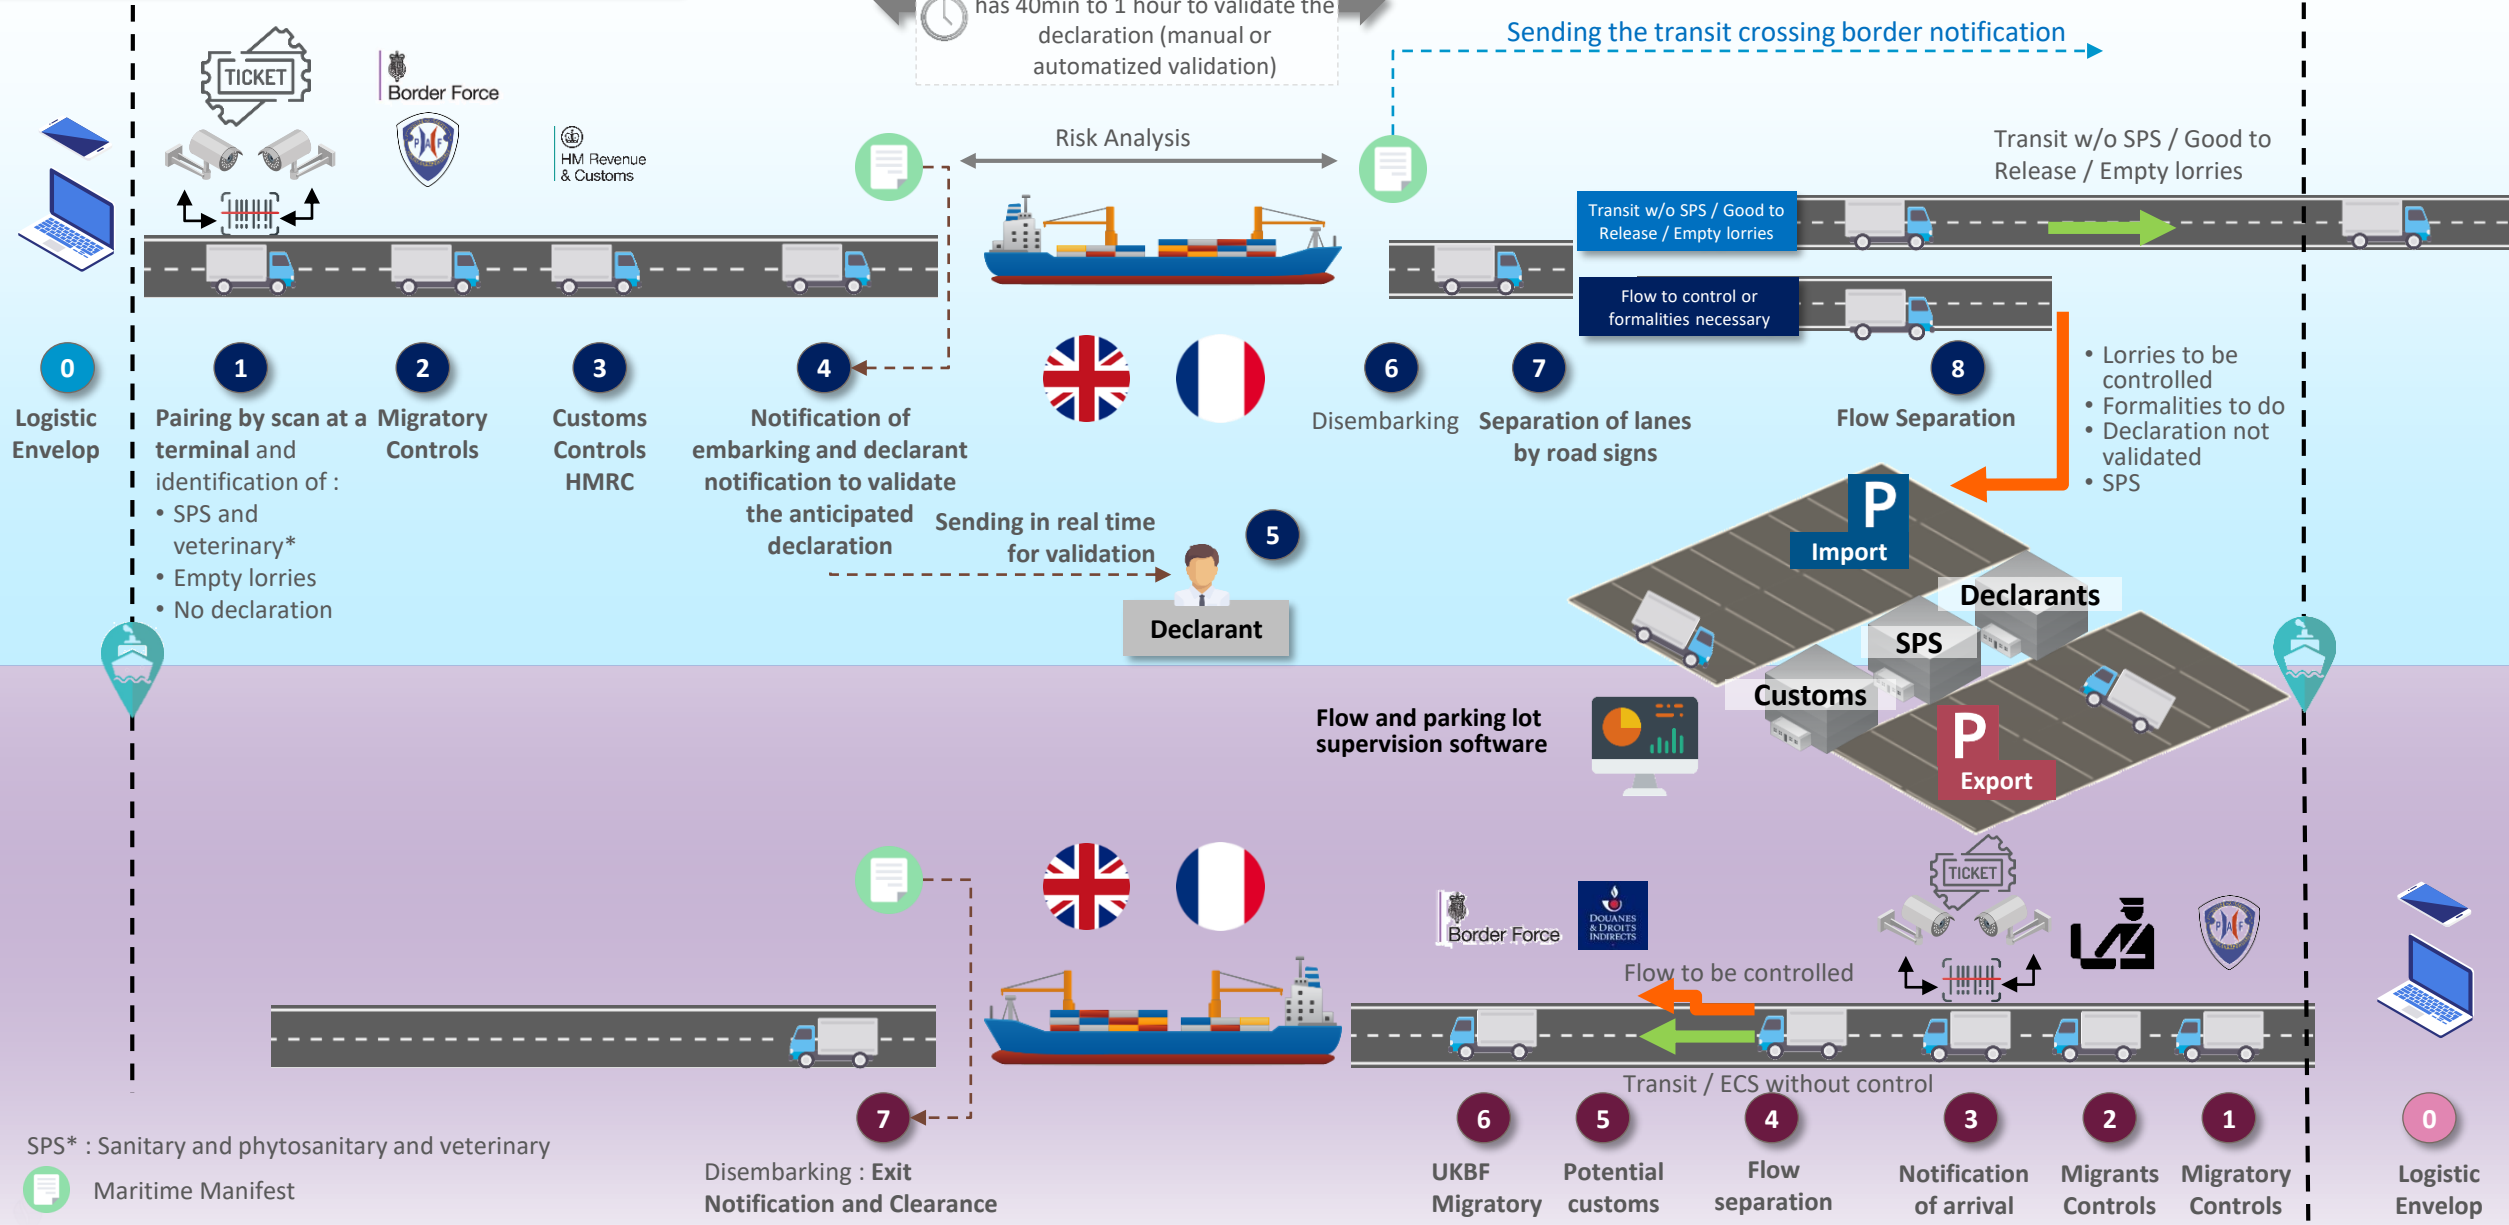 has 40min to 1 hour to validate the
declaration (manual or
automatized validation)
Sending the transit crossing border notification
TICKET
Border Force
PAF
HM Revenue
& Customs
Risk Analysis
Transit w/o SPS / Good to
Release / Empty lorries
Transit w/o SPS / Good to
Release / Empty lorries
Flow to control or
formalities necessary
0
1
2
3
4
6
7
8
Logistic
Envelop
Pairing by scan at a
terminal and
identification of :
• SPS and
veterinary*
• Empty lorries
• No declaration
Migratory
Controls
Customs
Controls
HMRC
Notification of
embarking and declarant
notification to validate
the anticipated
declaration
Sending in real time
for validation
5
Declarant
Disembarking
Separation of lanes
by road signs
Flow Separation
• Lorries to be
controlled
• Formalities to do
• Declaration not
validated
• SPS
P
Import
Declarants
SPS
Customs
P
Export
Flow and parking lot
supervision software
TICKET
Border Force
DOUANES
& DROITS
INDIRECTS
PAF
Flow to be controlled
Transit / ECS without control
7
6
5
4
3
2
1
0
Disembarking : Exit
Notification and Clearance
UKBF
Migratory
Potential
customs
Flow
separation
Notification
of arrival
Migrants
Controls
Migratory
Controls
Logistic
Envelop
SPS* : Sanitary and phytosanitary and veterinary
Maritime Manifest